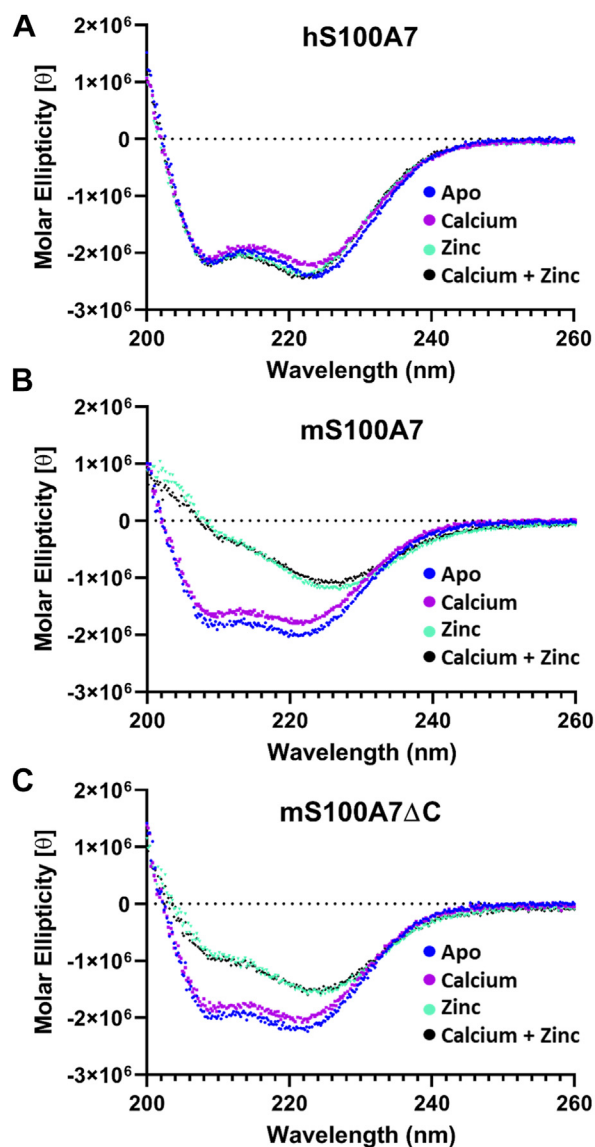 A
hS100A7
2×10⁶
1×10⁶
0
-1×10⁶
-2×10⁶
-3×10⁶
Molar Ellipticity [θ]
Apo
Calcium
Zinc
Calcium + Zinc
200 220 240 260
Wavelength (nm)
B
mS100A7
2×10⁶
1×10⁶
0
-1×10⁶
-2×10⁶
-3×10⁶
Molar Ellipticity [θ]
Apo
Calcium
Zinc
Calcium + Zinc
200 220 240 260
Wavelength (nm)
C
mS100A7ΔC
2×10⁶
1×10⁶
0
-1×10⁶
-2×10⁶
-3×10⁶
Molar Ellipticity [θ]
Apo
Calcium
Zinc
Calcium + Zinc
200 220 240 260
Wavelength (nm)